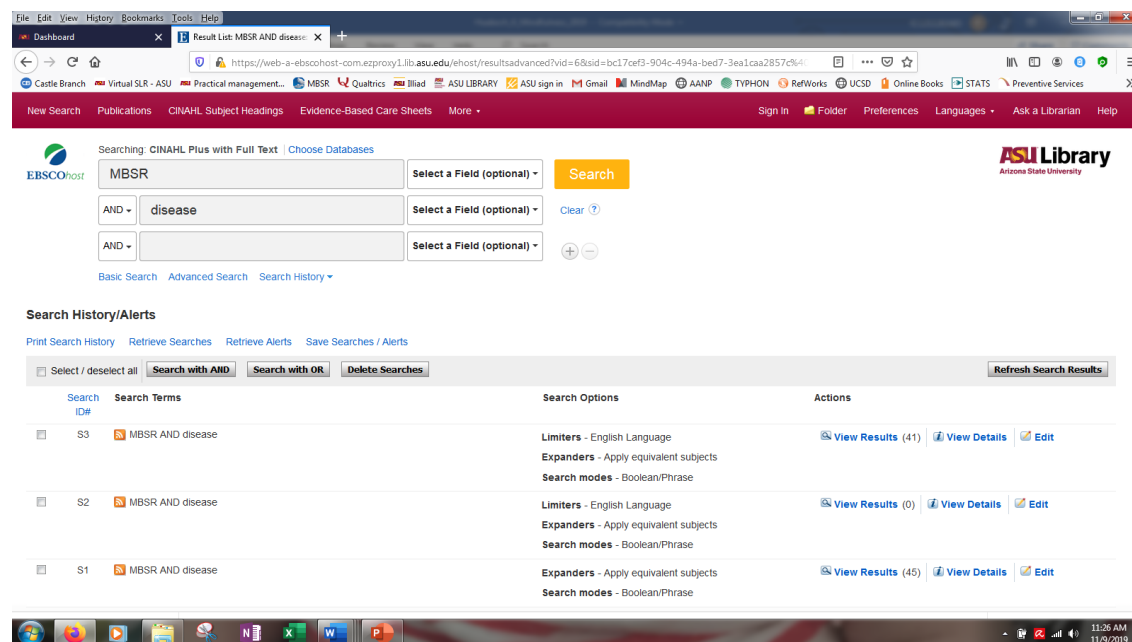 File Edit View History Bookmarks Tools Help
Dashboard × Result List: MBSR AND disease: × +
https://web-a-ebscohost-com.ezproxy1.lib.asu.edu/ehost/resultsadvanced?vid=6&sid=bc17cef3-904c-494a-bed7-3ea1caa2857c%4
Castle Branch Virtual SLR - ASU Practical management... MBSR Qualtrics Illiad ASU LIBRARY ASU sign in Gmail MindMap AANP TYPHON RefWorks UCSD Online Books STATS Preventive Services
New Search Publications CINAHL Subject Headings Evidence-Based Care Sheets More Sign In Folder Preferences Languages Ask a Librarian Help
Searching: CINAHL Plus with Full Text Choose Databases
EBSCOhost
MBSR Select a Field (optional) Search
ASU Library
Arizona State University
AND disease Select a Field (optional) Clear ?
AND Select a Field (optional) + −
Basic Search Advanced Search Search History
Search History/Alerts
Print Search History Retrieve Searches Retrieve Alerts Save Searches / Alerts
Select / deselect all Search with AND Search with OR Delete Searches Refresh Search Results
Search ID# Search Terms Search Options Actions
S3 MBSR AND disease Limiters - English Language View Results (41) View Details Edit
Expanders - Apply equivalent subjects
Search modes - Boolean/Phrase
S2 MBSR AND disease Limiters - English Language View Results (0) View Details Edit
Expanders - Apply equivalent subjects
Search modes - Boolean/Phrase
S1 MBSR AND disease Expanders - Apply equivalent subjects View Results (45) View Details Edit
Search modes - Boolean/Phrase
11:26 AM
11/9/2019